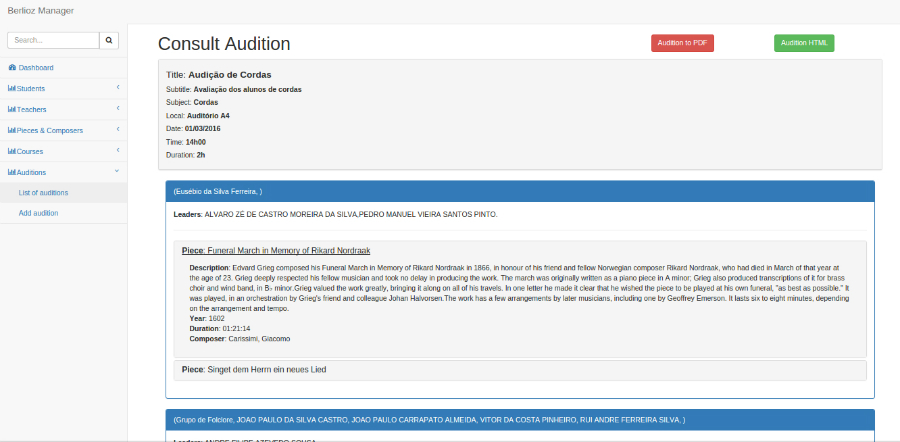 Berlioz Manager
Search...
Dashboard
Students
Teachers
Pieces & Composers
Courses
Auditions
List of auditions
Add audition
Consult Audition
Audition to PDF
Audition HTML
Title: Audição de Cordas
Subtitle: Avaliação dos alunos de cordas
Subject: Cordas
Local: Auditório A4
Date: 01/03/2016
Time: 14h00
Duration: 2h
(Eusébio da Silva Ferreira, )
Leaders: ALVARO ZE DE CASTRO MOREIRA DA SILVA,PEDRO MANUEL VIEIRA SANTOS PINTO.
Piece: Funeral March in Memory of Rikard Nordraak
Description: Edvard Grieg composed his Funeral March in Memory of Rikard Nordraak in 1866, in honour of his friend and fellow Norwegian composer Rikard Nordraak, who had died in March of that year at
the age of 23. Grieg deeply respected his fellow musician and took no delay in producing the work. The march was originally written as a piano piece in A minor; Grieg also produced transcriptions of it for brass
choir and wind band, in B♭ minor.Grieg valued the work greatly, bringing it along on all of his travels. In one letter he made it clear that he wished the piece to be played at his own funeral, "as best as possible." It
was played, in an orchestration by Grieg's friend and colleague Johan Halvorsen.The work has a few arrangements by later musicians, including one by Geoffrey Emerson. It lasts six to eight minutes, depending
on the arrangement and tempo.
Year: 1602
Duration: 01:21:14
Composer: Carissimi, Giacomo
Piece: Singet dem Herrn ein neues Lied
(Grupo de Folclore, JOAO PAULO DA SILVA CASTRO, JOAO PAULO CARRAPATO ALMEIDA, VITOR DA COSTA PINHEIRO, RUI ANDRE FERREIRA SILVA, )
Leaders: ANDRE FILIPE AZEVEDO SOUSA